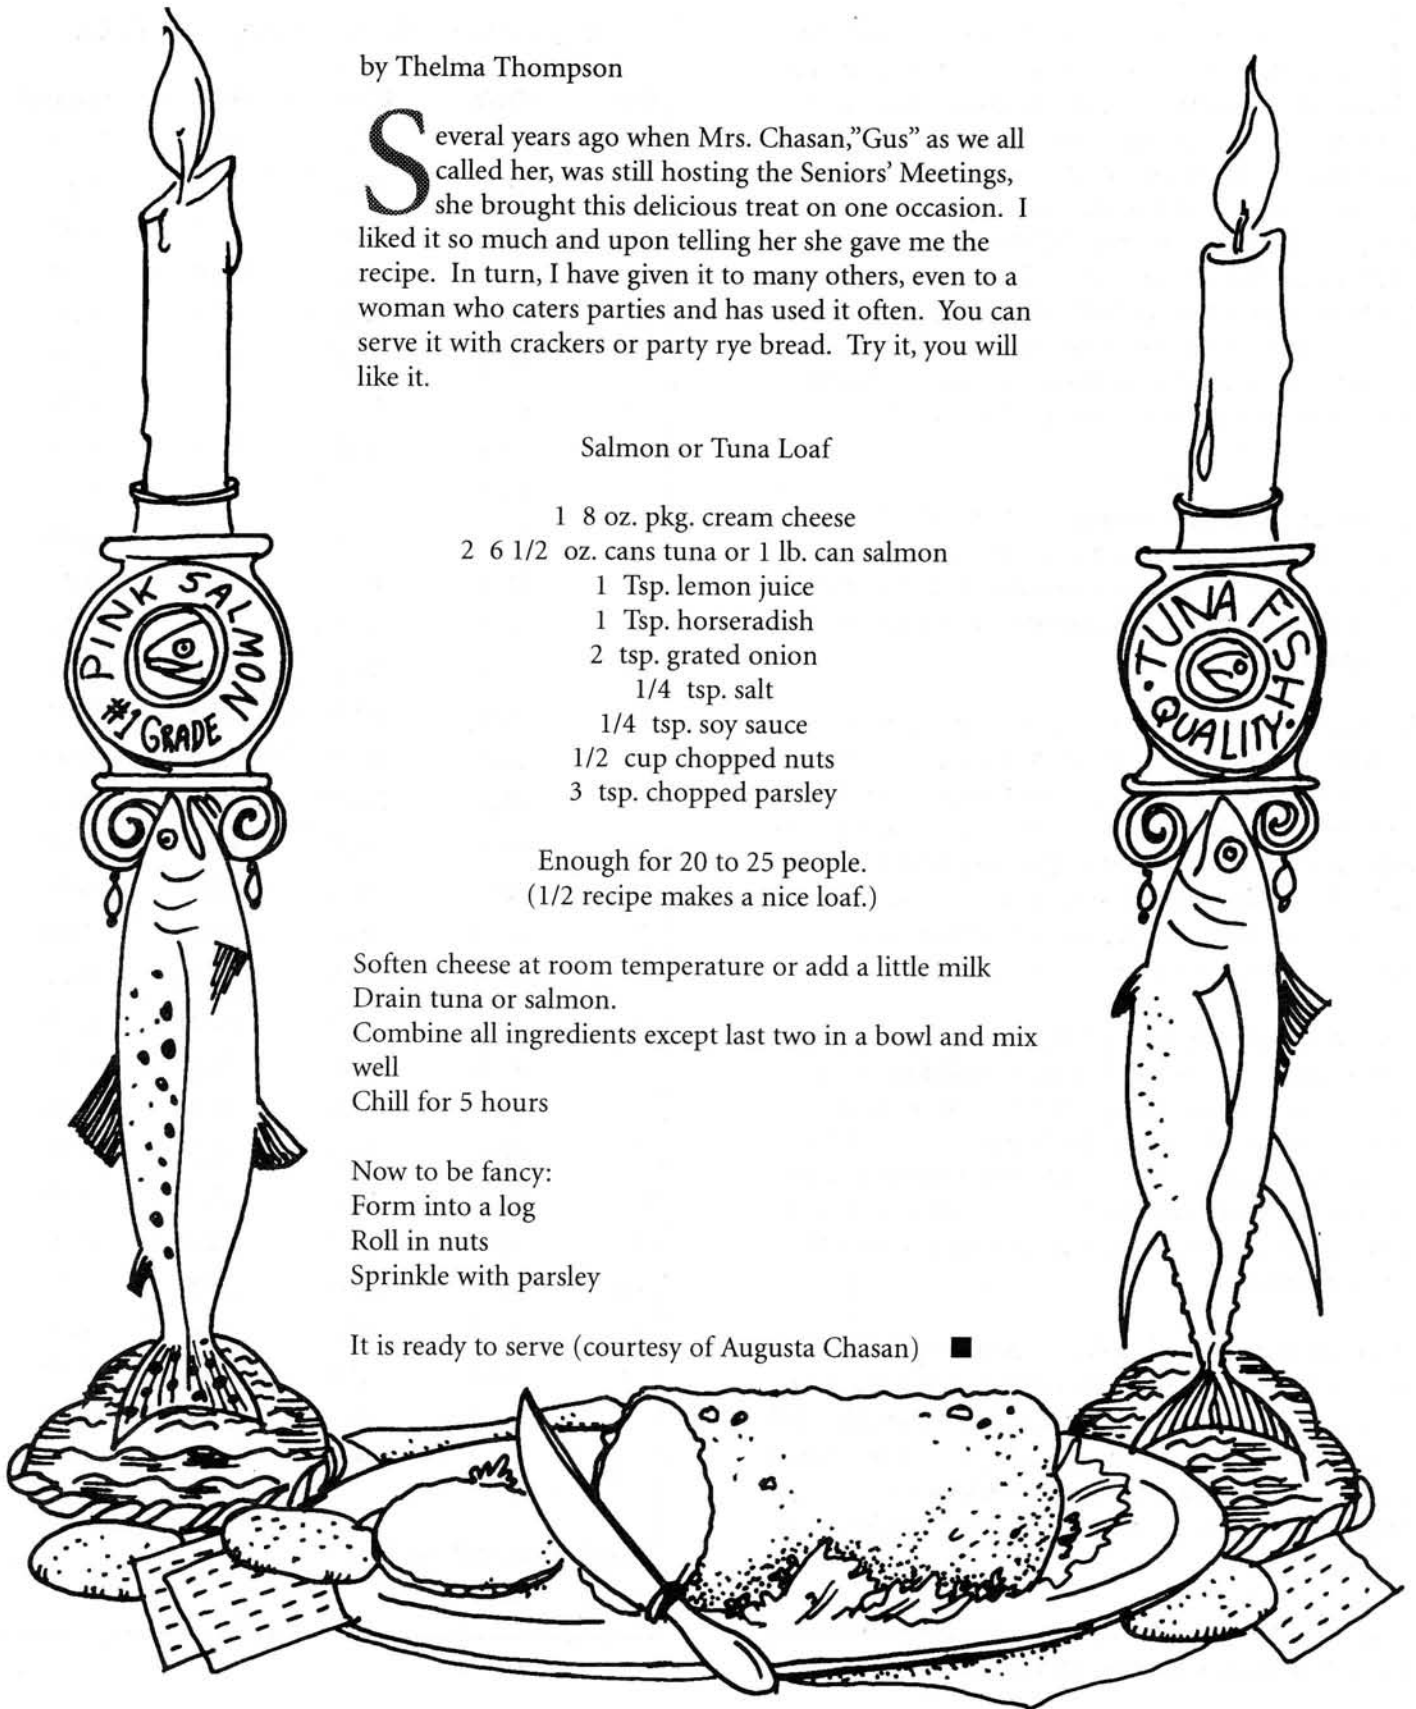 by Thelma Thompson
Several years ago when Mrs. Chasan,"Gus" as we all
called her, was still hosting the Seniors' Meetings,
she brought this delicious treat on one occasion. I
liked it so much and upon telling her she gave me the
recipe. In turn, I have given it to many others, even to a
woman who caters parties and has used it often. You can
serve it with crackers or party rye bread. Try it, you will
like it.
Salmon or Tuna Loaf
1 8 oz. pkg. cream cheese
2 6 1/2 oz. cans tuna or 1 lb. can salmon
1 Tsp. lemon juice
1 Tsp. horseradish
2 tsp. grated onion
1/4 tsp. salt
1/4 tsp. soy sauce
1/2 cup chopped nuts
3 tsp. chopped parsley
Enough for 20 to 25 people.
(1/2 recipe makes a nice loaf.)
Soften cheese at room temperature or add a little milk
Drain tuna or salmon.
Combine all ingredients except last two in a bowl and mix
well
Chill for 5 hours
Now to be fancy:
Form into a log
Roll in nuts
Sprinkle with parsley
It is ready to serve (courtesy of Augusta Chasan) ■
PINK SALMON
#1 GRADE
TUNA FISH
• QUALITY •